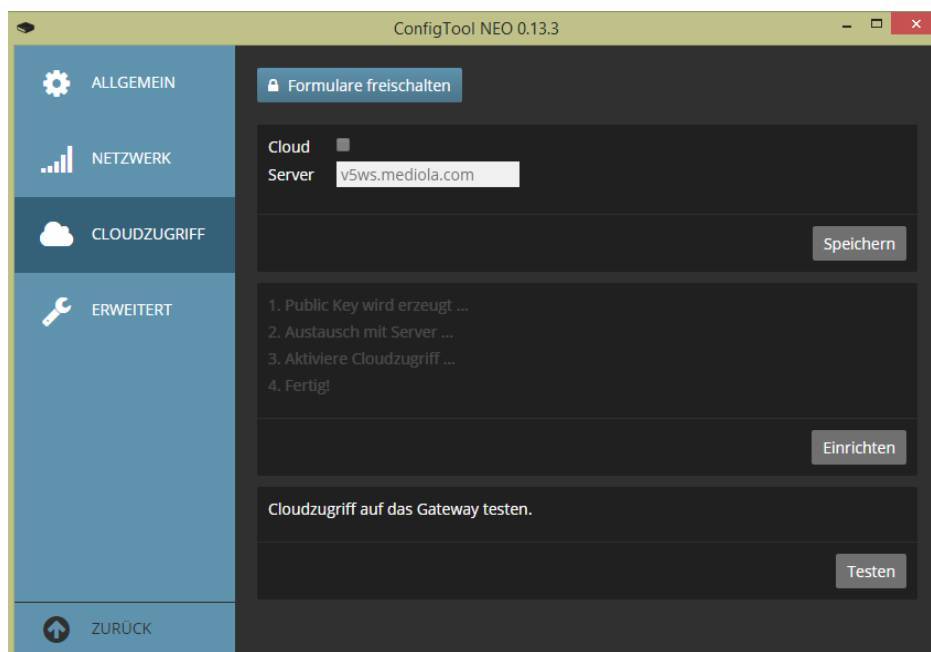 ConfigTool NEO 0.13.3
ALLGEMEIN
NETZWERK
CLOUDZUGRIFF
ERWEITERT
ZURÜCK
Formulare freischalten
Cloud
Server v5ws.mediola.com
Speichern
1. Public Key wird erzeugt ...
2. Austausch mit Server ...
3. Aktiviere Cloudzugriff ...
4. Fertig!
Einrichten
Cloudzugriff auf das Gateway testen.
Testen